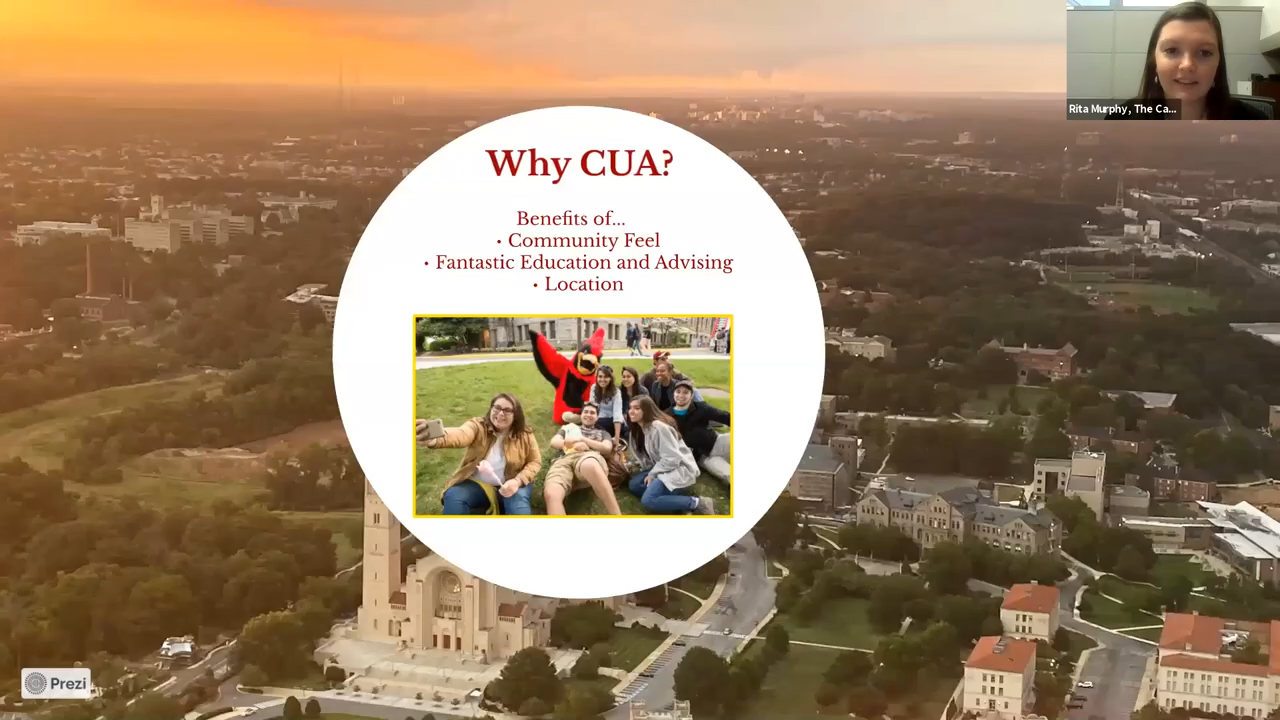 Rita Murphy, The Ca...
Why CUA?
Benefits of...
• Community Feel
• Fantastic Education and Advising
• Location
Prezi